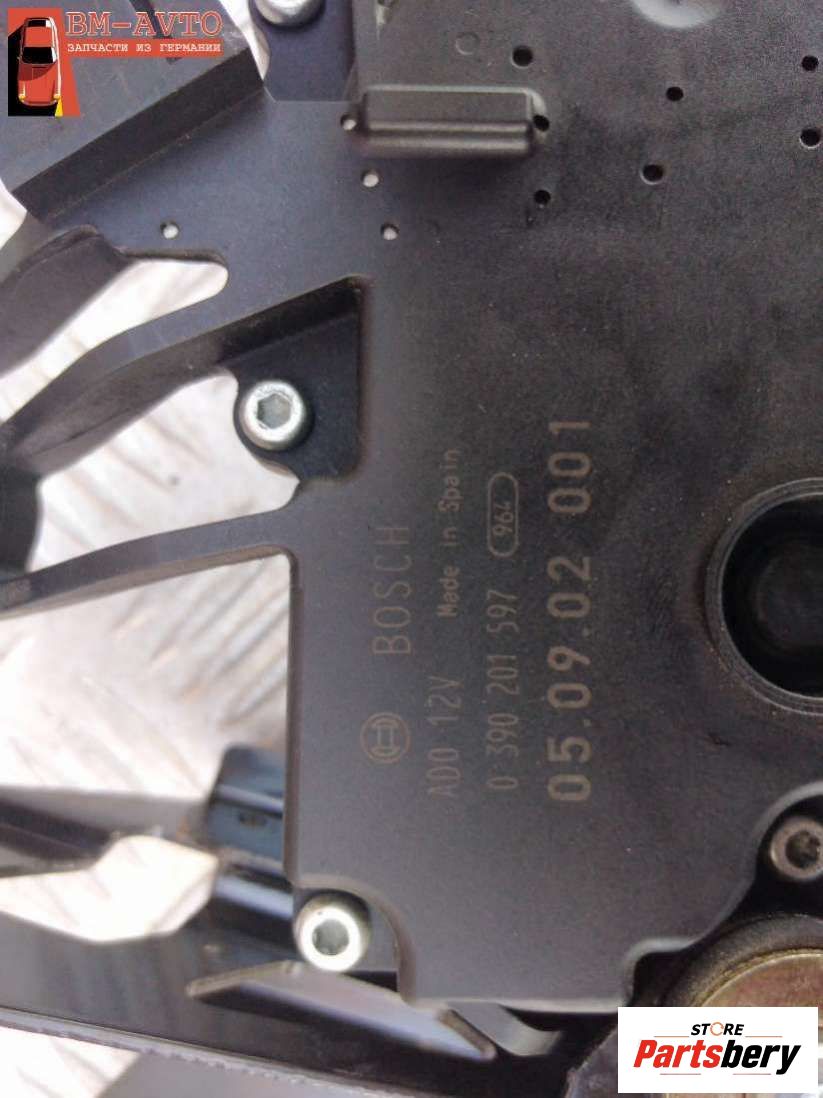 BM-AVTO
ЗАПЧАСТИ ИЗ ГЕРМАНИИ
BOSCH
ADO 12V Made in Spain
0 390 201 597 964
05.09.02 001
STORE
Partsbery